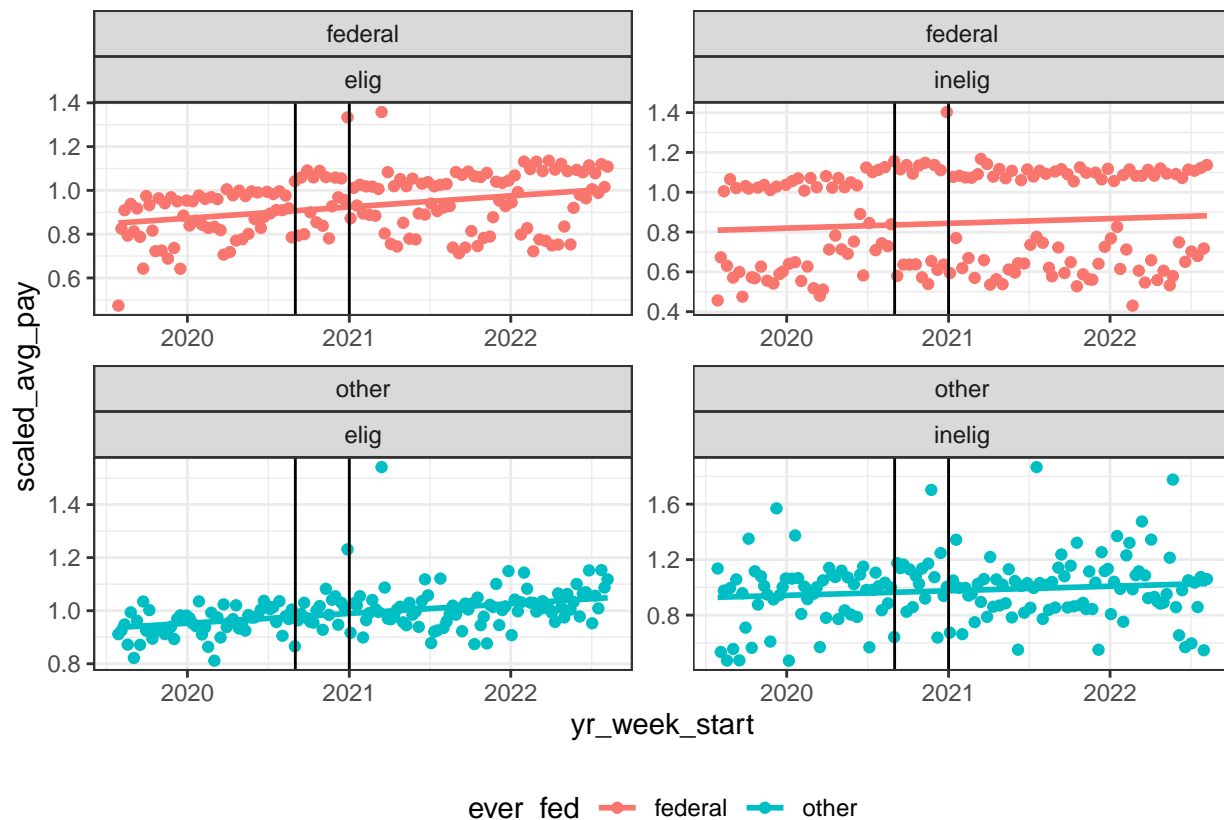 federal
elig
1.4
1.2
1.0
0.8
0.6
2020 2021 2022
federal
inelig
1.4
1.2
1.0
0.8
0.6
0.4
2020 2021 2022
other
elig
1.4
1.2
1.0
0.8
2020 2021 2022
other
inelig
1.6
1.2
0.8
2020 2021 2022
scaled_avg_pay
yr_week_start
ever_fed federal other